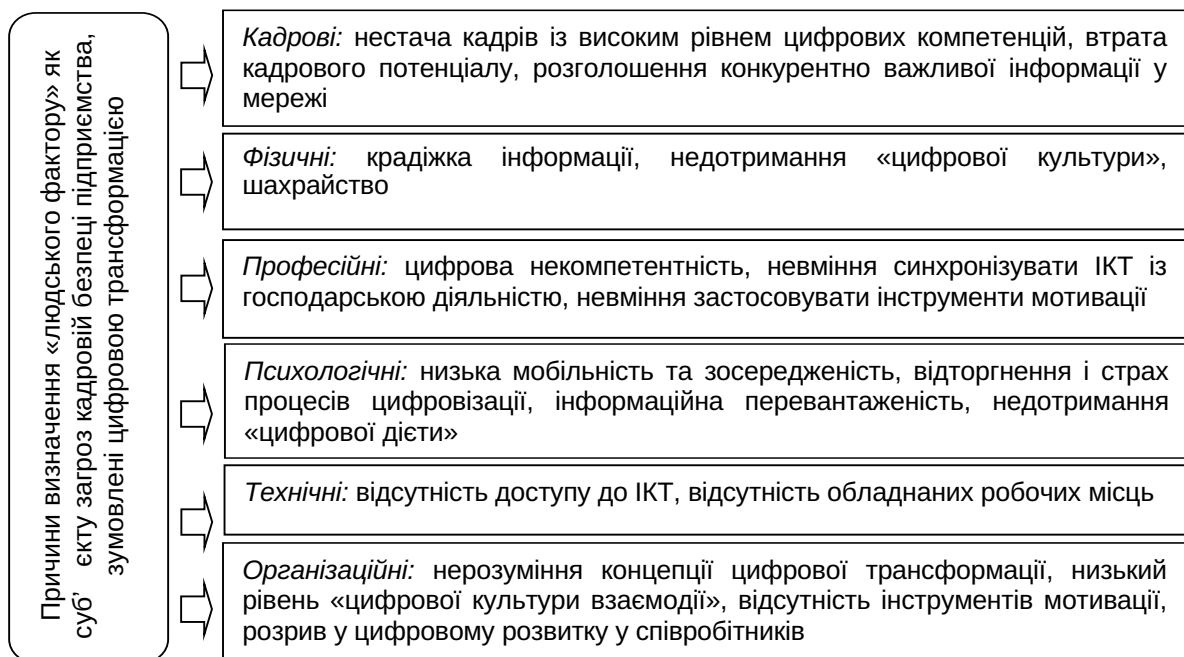 Причини визначення «людського фактору» як
суб’ єкту загроз кадровій безпеці підприємства,
зумовлені цифровою трансформацією
Кадрові: нестача кадрів із високим рівнем цифрових компетенцій, втрата
кадрового потенціалу, розголошення конкурентно важливої інформації у
мережі
Фізичні: крадіжка інформації, недотримання «цифрової культури»,
шахрайство
Професійні: цифрова некомпетентність, невміння синхронізувати ІКТ із
господарською діяльністю, невміння застосовувати інструменти мотивації
Психологічні: низька мобільність та зосередженість, відторгнення і страх
процесів цифровізації, інформаційна перевантаженість, недотримання
«цифрової дієти»
Технічні: відсутність доступу до ІКТ, відсутність обладнаних робочих місць
Організаційні: нерозуміння концепції цифрової трансформації, низький
рівень «цифрової культури взаємодії», відсутність інструментів мотивації,
розрив у цифровому розвитку у співробітників